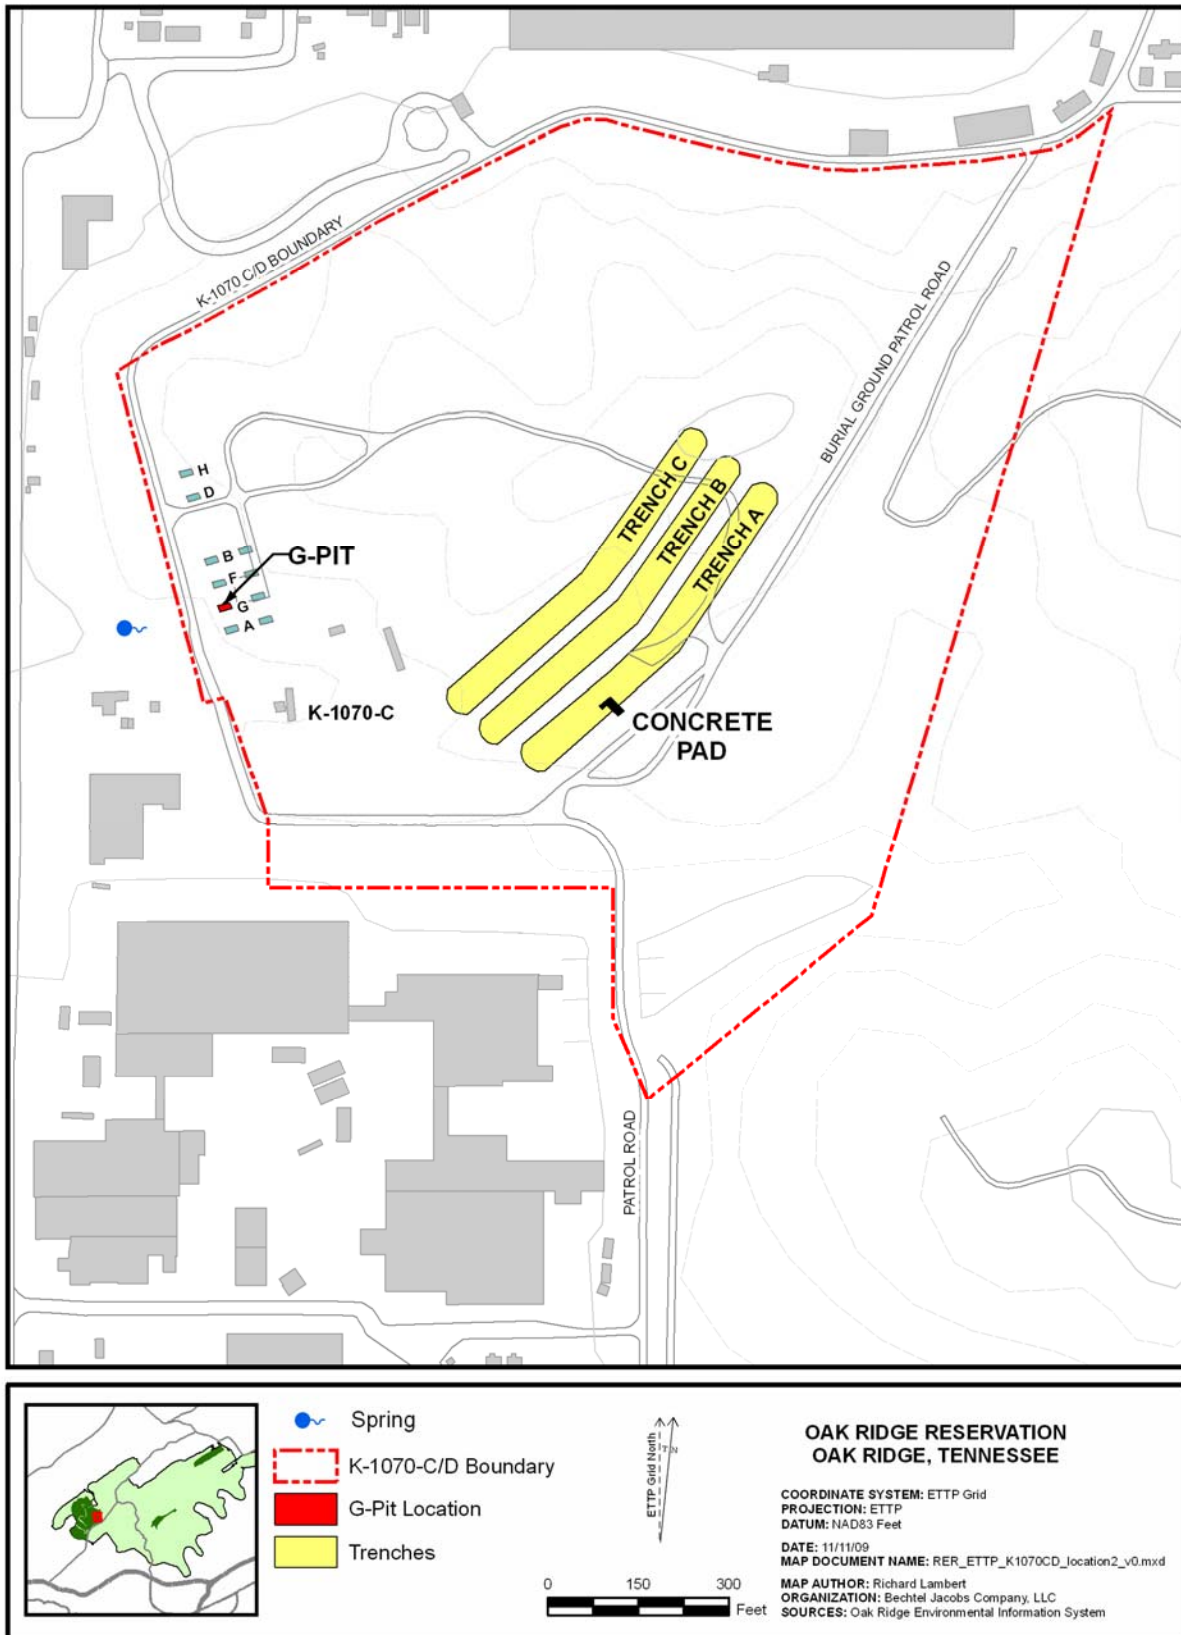 K-1070 C/D BOUNDARY
BURIAL GROUND PATROL ROAD
H
D
B
F
G
A
G-PIT
TRENCH C
TRENCH B
TRENCH A
K-1070-C
CONCRETE
PAD
PATROL ROAD
Spring
K-1070-C/D Boundary
G-Pit Location
Trenches
ETTP Grid North
T N
0 150 300
Feet
OAK RIDGE RESERVATION
OAK RIDGE, TENNESSEE
COORDINATE SYSTEM: ETTP Grid
PROJECTION: ETTP
DATUM: NAD83 Feet
DATE: 11/11/09
MAP DOCUMENT NAME: RER_ETTP_K1070CD_location2_v0.mxd
MAP AUTHOR: Richard Lambert
ORGANIZATION: Bechtel Jacobs Company, LLC
SOURCES: Oak Ridge Environmental Information System